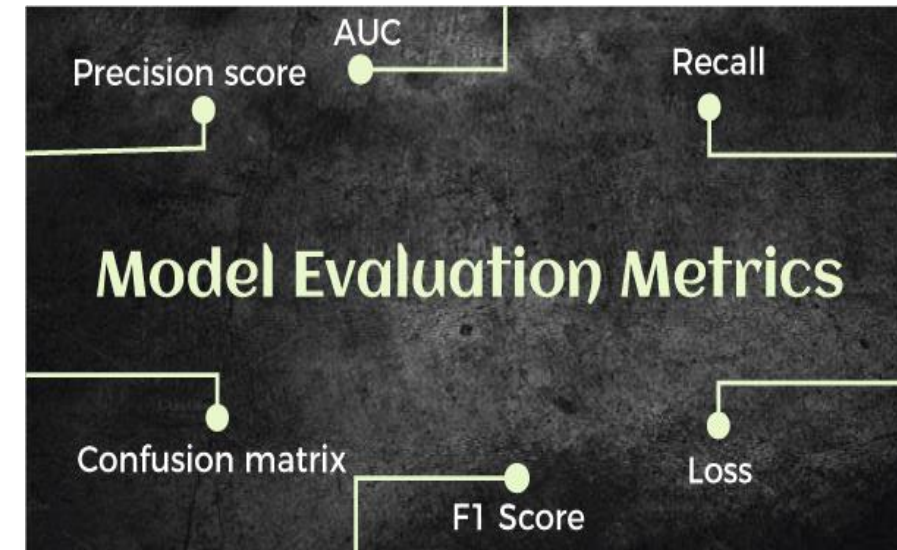 AUC
Precision score
Recall
Model Evaluation Metrics
Confusion matrix
Loss
F1 Score